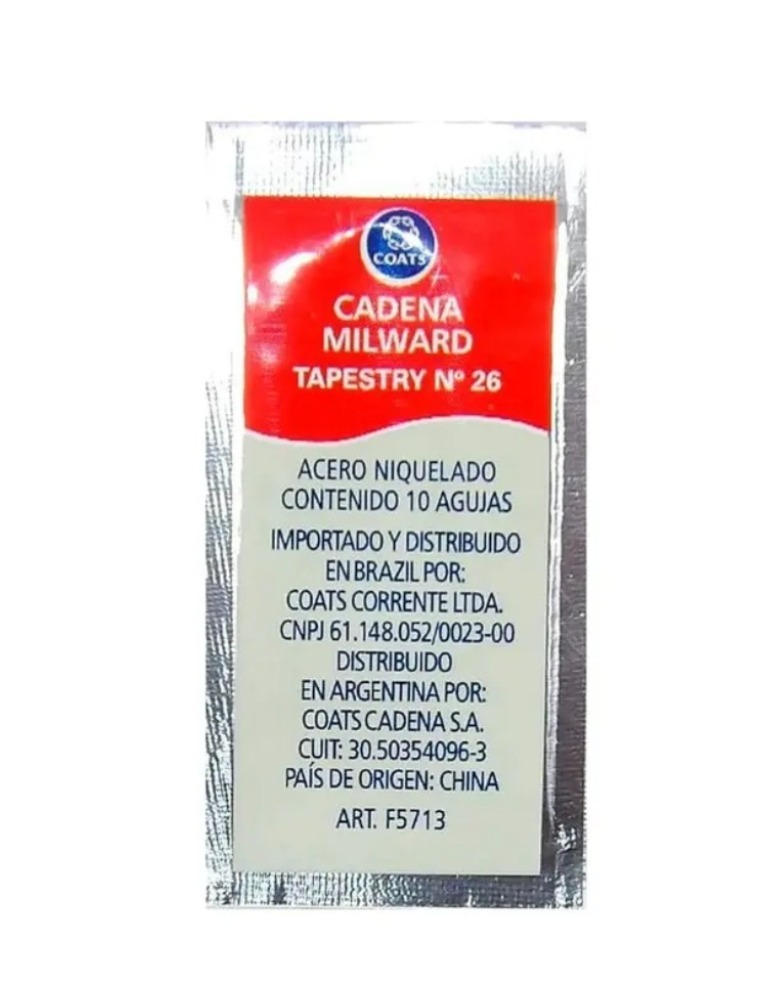 COATS
CADENA
MILWARD
TAPESTRY Nº 26
ACERO NIQUELADO
CONTENIDO 10 AGUJAS
IMPORTADO Y DISTRIBUIDO
EN BRAZIL POR:
COATS CORRENTE LTDA.
CNPJ 61.148.052/0023-00
DISTRIBUIDO
EN ARGENTINA POR:
COATS CADENA S.A.
CUIT: 30.50354096-3
PAÍS DE ORIGEN: CHINA
ART. F5713